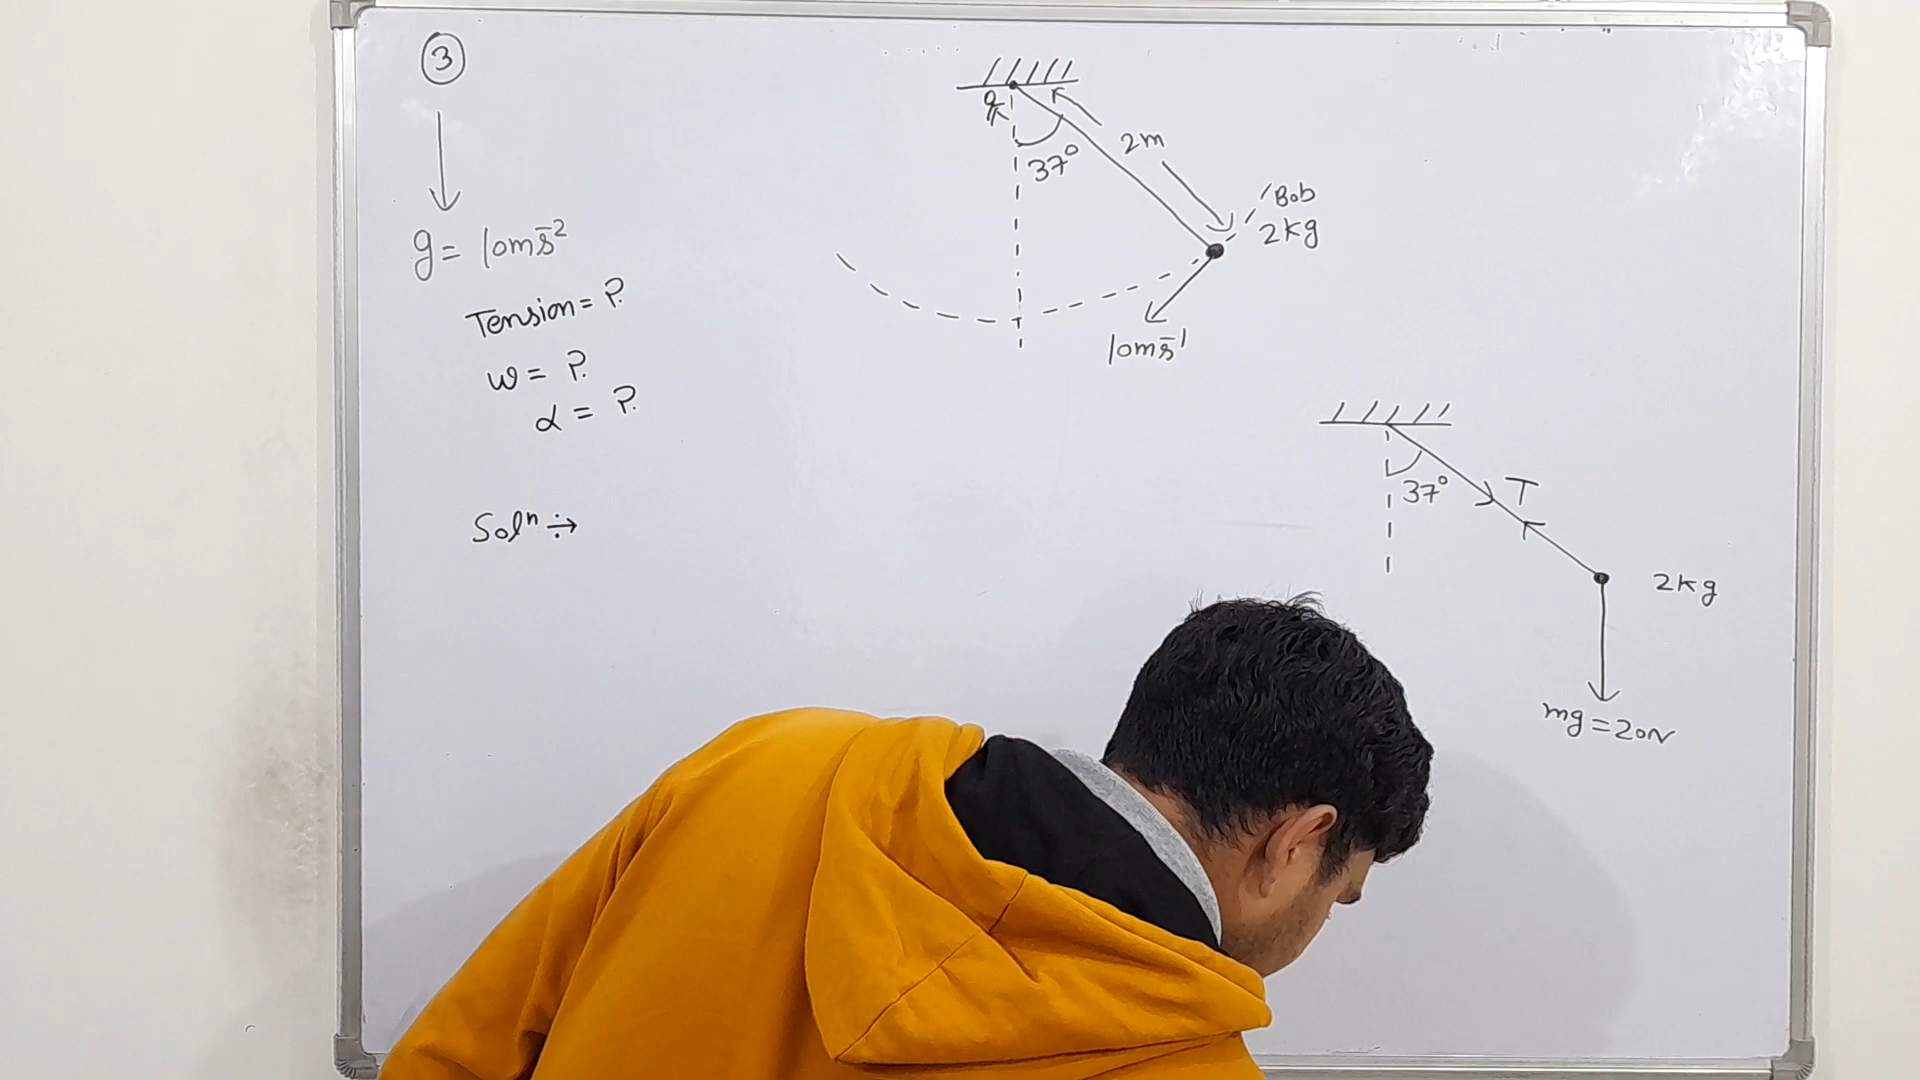 3
g = 10ms⁻²
Tension = ?
ω = ?
α = ?
Solⁿ ÷→
37°
2m
Bob
2kg
10ms⁻¹
37°
T
2kg
mg = 20N